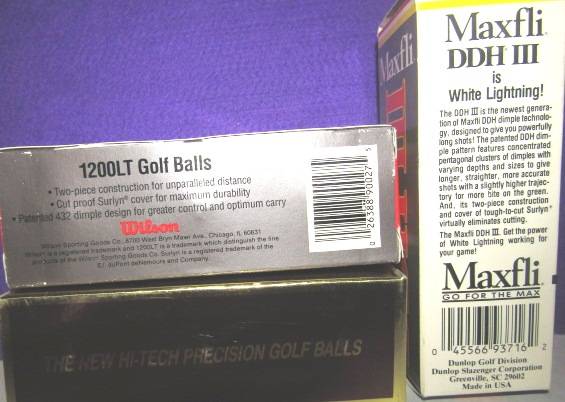 1200LT Golf Balls
• Two-piece construction for unparalleled distance
• Cut proof Surlyn® cover for maximum durability
• Patented 432 dimple design for greater control and optimum carry
Wilson
Wilson Sporting Goods Co., 8700 West Bryn Mawr Ave., Chicago, IL 60631
Wilson is a registered trademark and 1200LT is a trademark which distinguish the fine
products of the Wilson Sporting Goods Co. Surlyn is a registered trademark of the
E.I. duPont deNemours and Company.
0 26388 90027 5
THE NEW HI-TECH PRECISION GOLF BALLS
Maxfli
Maxfli
DDH III
is
White Lightning!
The DDH III is the newest genera-
tion of Maxfli DDH dimple technolo-
gy, designed to give you powerfully
long shots! The patented DDH dim-
ple pattern features concentrated
pentagonal clusters of dimples with
varying depths and sizes to give
longer, straighter, more accurate
shots with a slightly higher trajec-
tory for more bite on the green.
And, its two-piece construction
and cover of tough-to-cut Surlyn®
virtually eliminates cutting.
The Maxfli DDH III. Get the power
of White Lightning working for
your game!
Maxfli
GO FOR THE MAX
0 45566 93716 2
Dunlop Golf Division
Dunlop Slazenger Corporation
Greenville, SC 29602
Made in USA